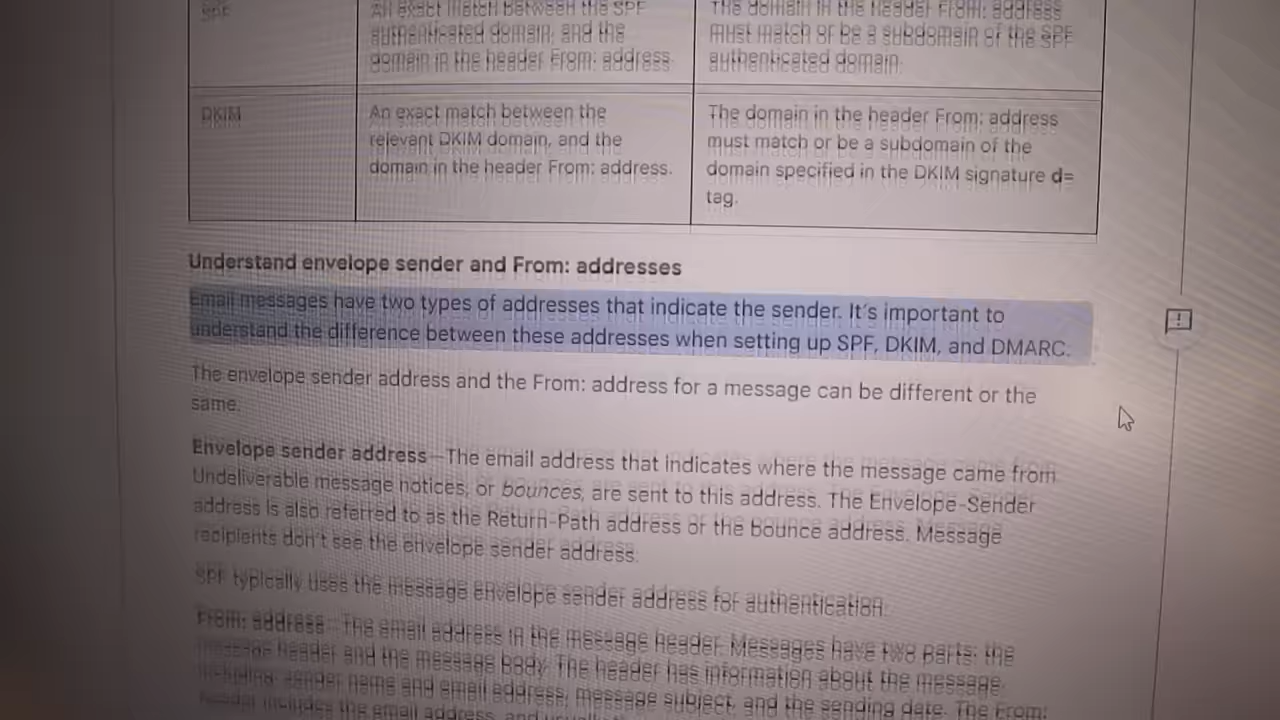 SPF
An exact match between the SPF
authenticated domain, and the
domain in the header From: address.
The domain in the header From: address
must match or be a subdomain of the SPF
authenticated domain.
DKIM
An exact match between the
relevant DKIM domain, and the
domain in the header From: address.
The domain in the header From: address
must match or be a subdomain of the
domain specified in the DKIM signature d=
tag.
Understand envelope sender and From: addresses
Email messages have two types of addresses that indicate the sender. It's important to
understand the difference between these addresses when setting up SPF, DKIM, and DMARC.
The envelope sender address and the From: address for a message can be different or the
same.
Envelope sender address—The email address that indicates where the message came from.
Undeliverable message notices, or bounces, are sent to this address. The Envelope-Sender
address is also referred to as the Return-Path address or the bounce address. Message
recipients don't see the envelope sender address.
SPF typically uses the message envelope sender address for authentication.
From: address—The email address in the message header. Messages have two parts: the
message header and the message body. The header has information about the message,
including: sender name and email address, message subject, and the sending date. The From:
header includes the email address, and usually